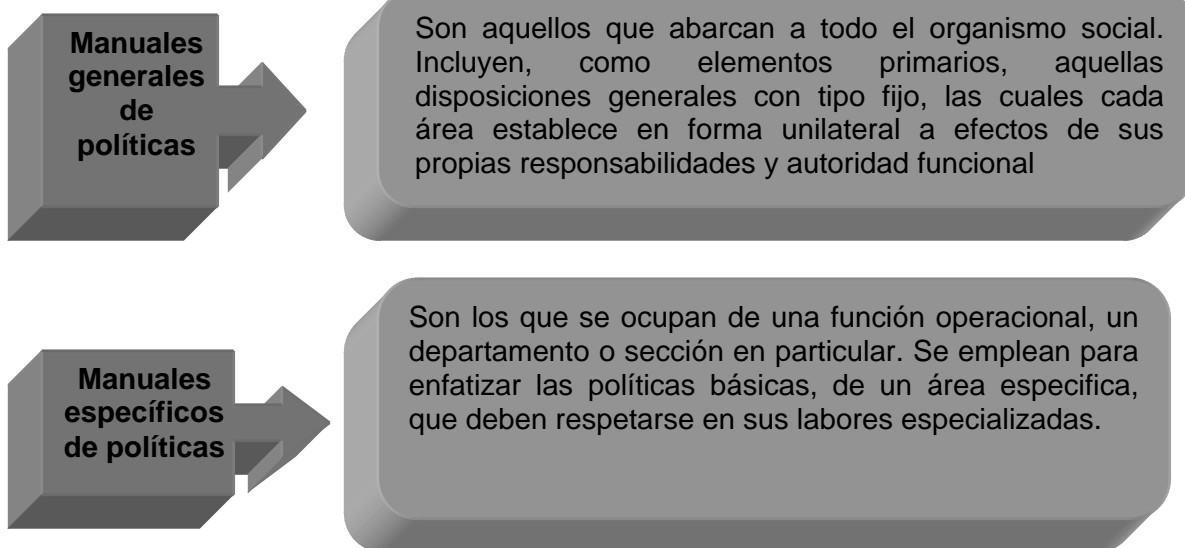 Manuales
generales
de
políticas
Son aquellos que abarcan a todo el organismo social.
Incluyen, como elementos primarios, aquellas
disposiciones generales con tipo fijo, las cuales cada
área establece en forma unilateral a efectos de sus
propias responsabilidades y autoridad funcional
Manuales
específicos
de políticas
Son los que se ocupan de una función operacional, un
departamento o sección en particular. Se emplean para
enfatizar las políticas básicas, de un área especifica,
que deben respetarse en sus labores especializadas.